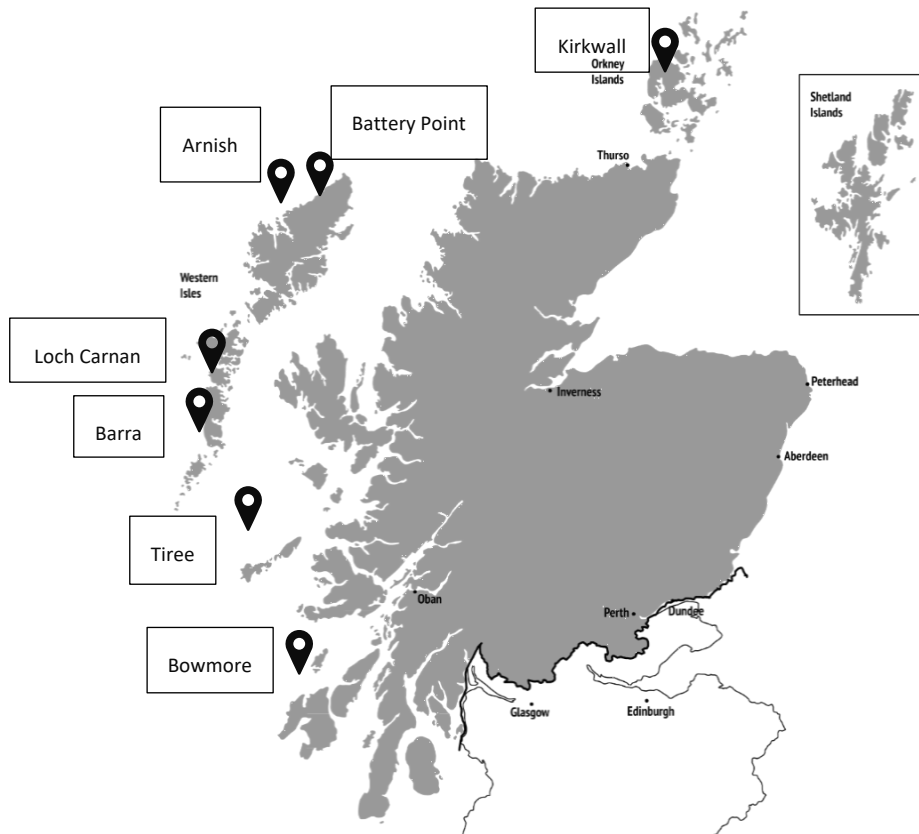 Kirkwall
Orkney
Islands
Shetland
Islands
Battery Point
Arnish
Thurso
Western
Isles
Loch Carnan
Inverness
Peterhead
Barra
Aberdeen
Tiree
Oban
Perth
Dundee
Bowmore
Glasgow
Edinburgh